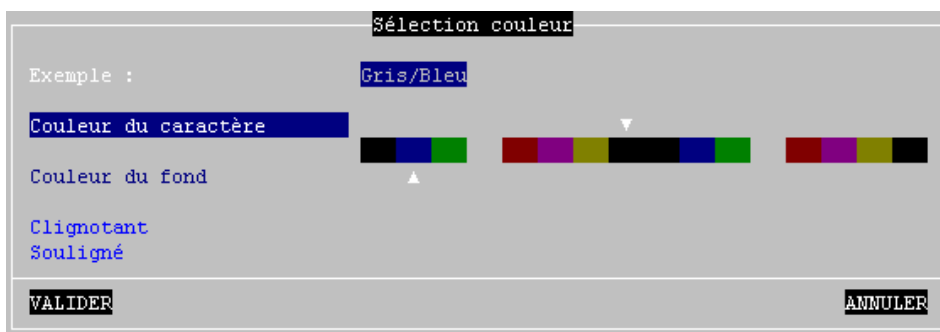 Sélection couleur
Exemple : Gris/Bleu
Couleur du caractère
Couleur du fond
Clignotant
Souligné
VALIDER ANNULER